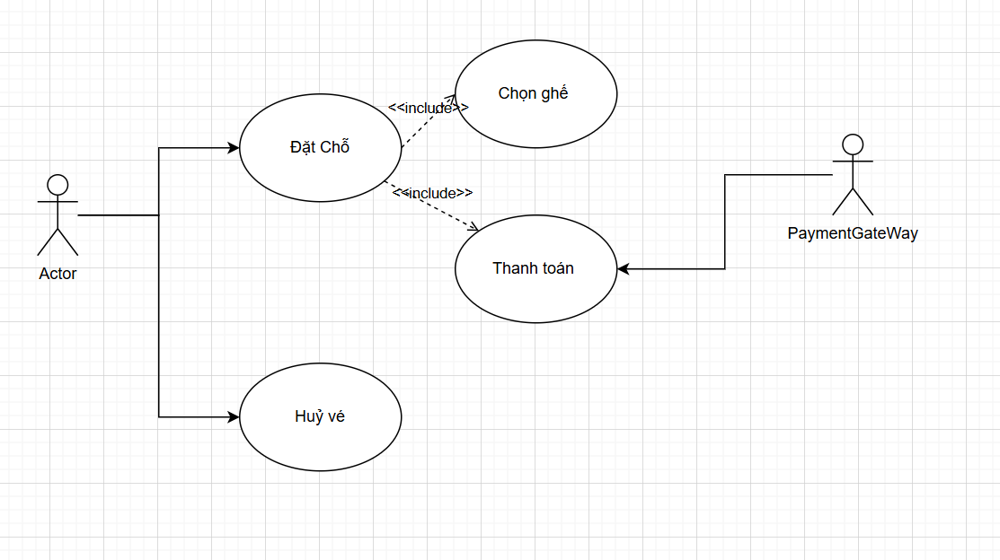 Chọn ghế
<<include>>
Đặt Chỗ
<<include>>
PaymentGateWay
Thanh toán
Actor
Huỷ vé